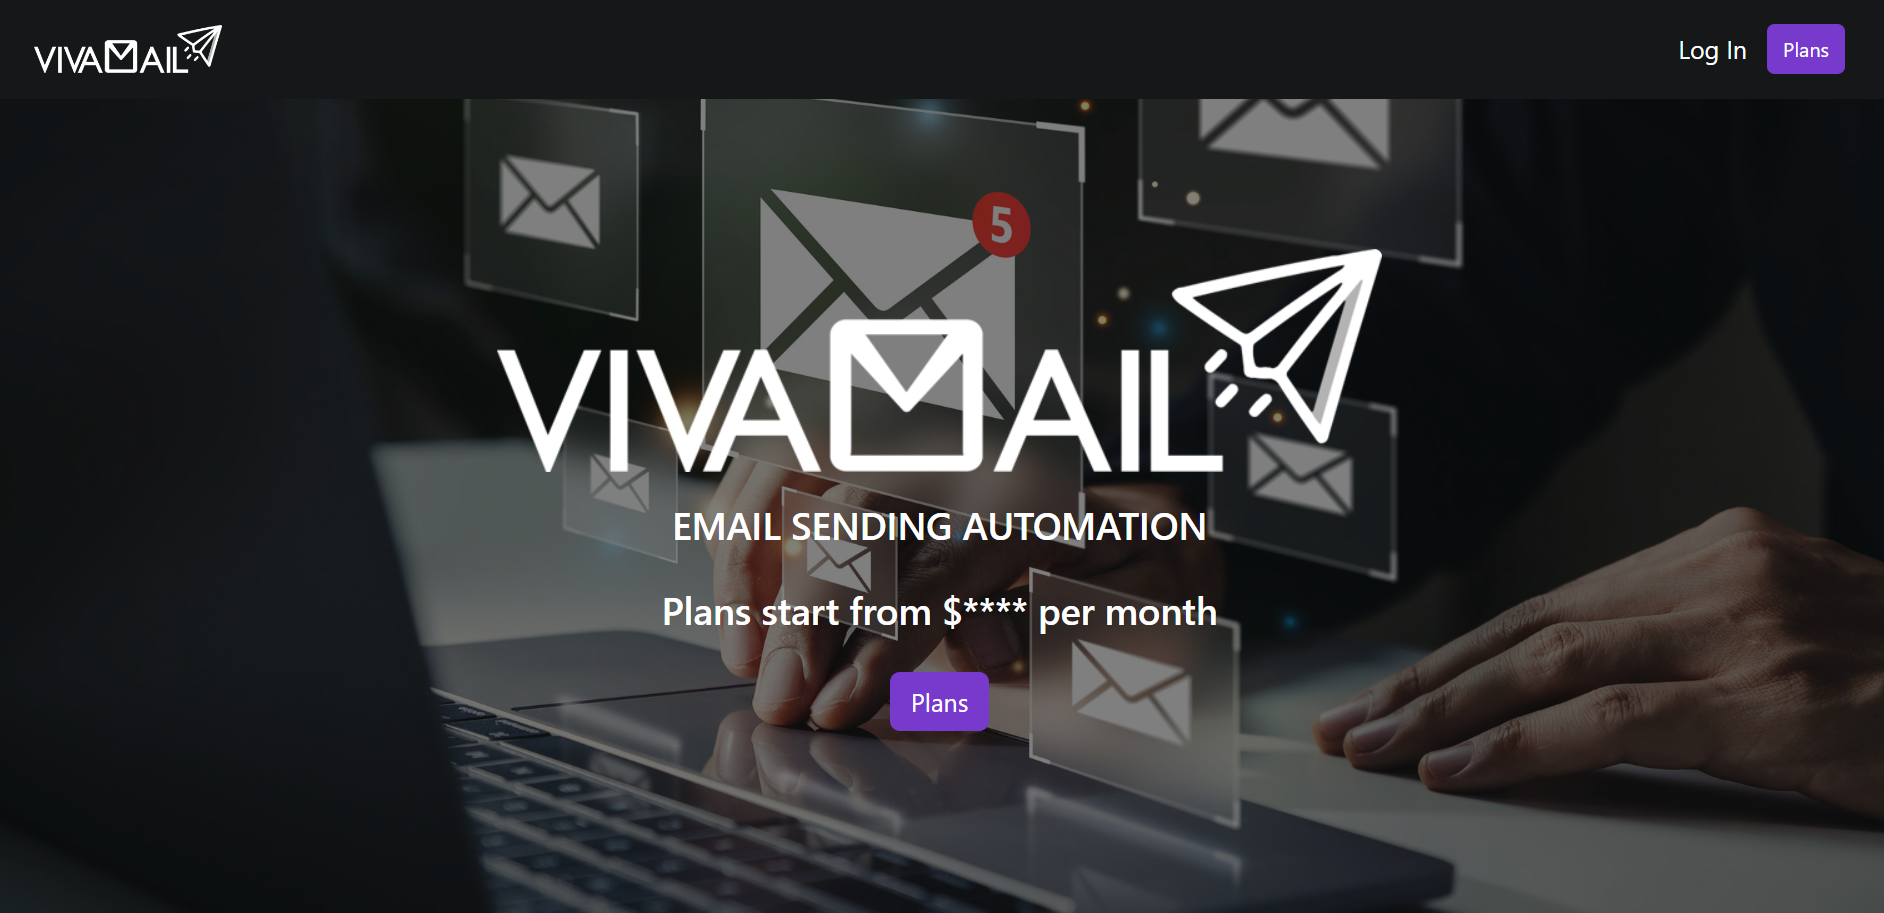 VIVAMAIL
Log In
Plans
5
VIVAMAIL
EMAIL SENDING AUTOMATION
Plans start from $**** per month
Plans